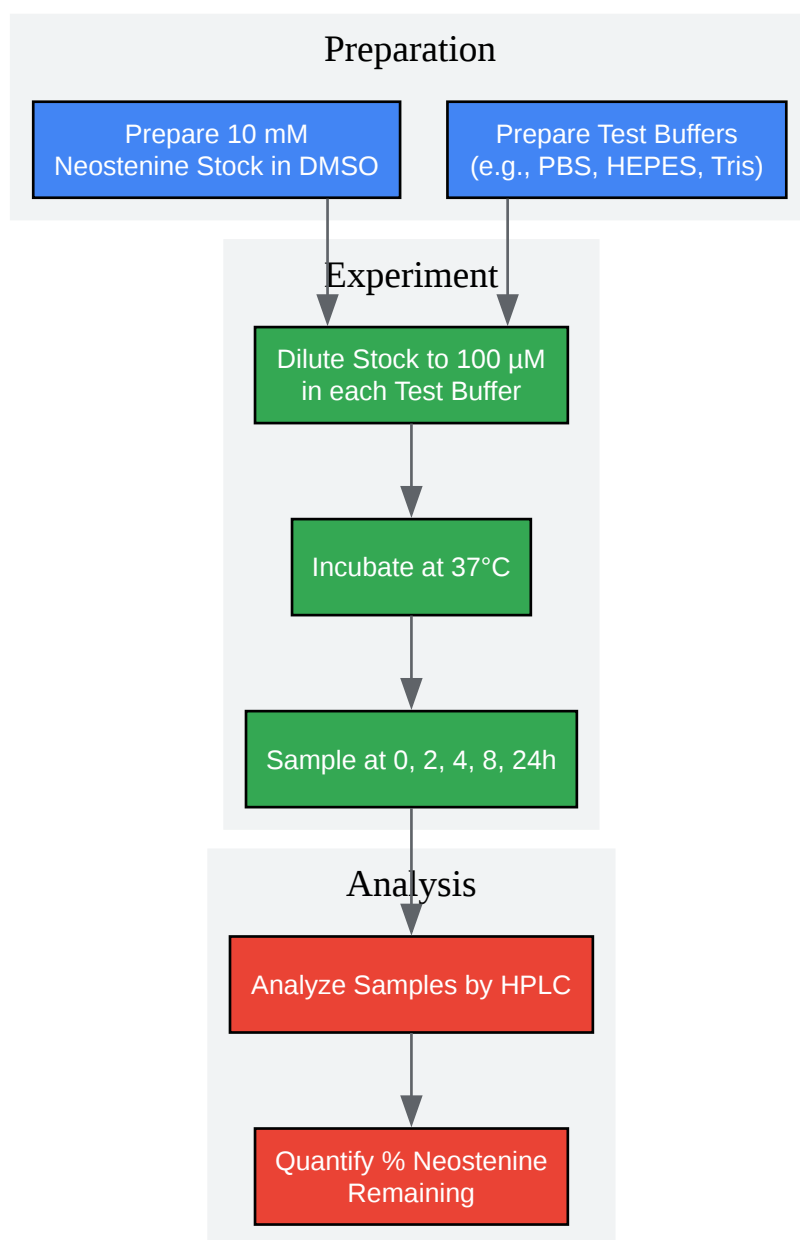 Preparation
Prepare 10 mM
Neostenine Stock in DMSO
Prepare Test Buffers
(e.g., PBS, HEPES, Tris)
Experiment
Dilute Stock to 100 µM
in each Test Buffer
Incubate at 37°C
Sample at 0, 2, 4, 8, 24h
Analysis
Analyze Samples by HPLC
Quantify % Neostenine
Remaining